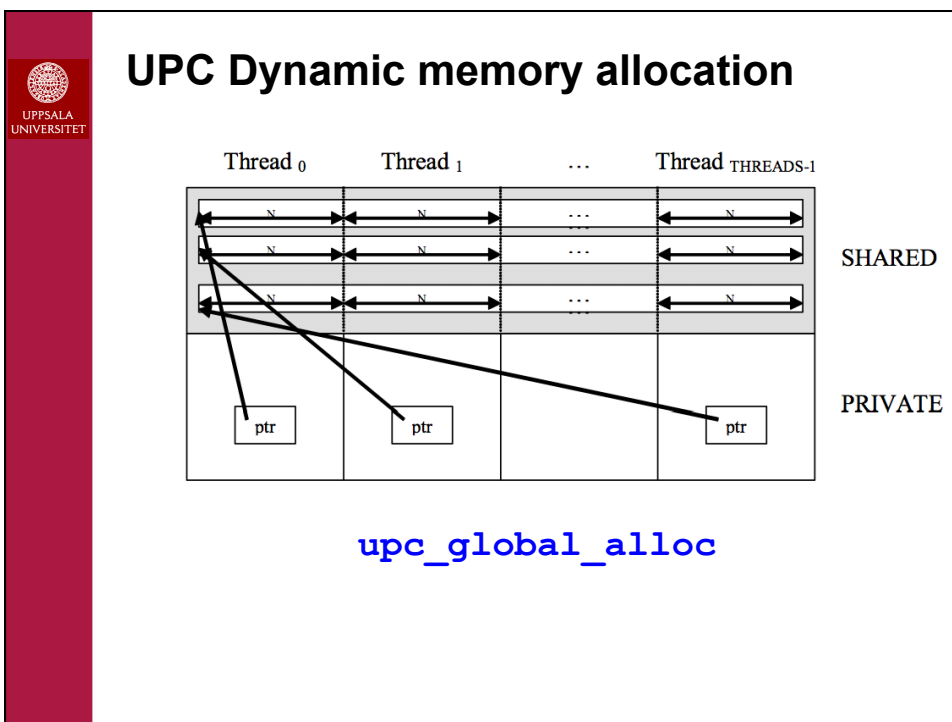 UPC Dynamic memory allocation
UPPSALA
UNIVERSITET
Thread 0 Thread 1 ... Thread THREADS-1
N N ... N
...
N N ... N
SHARED
N N ... N
...
PRIVATE
ptr ptr ptr
upc_global_alloc